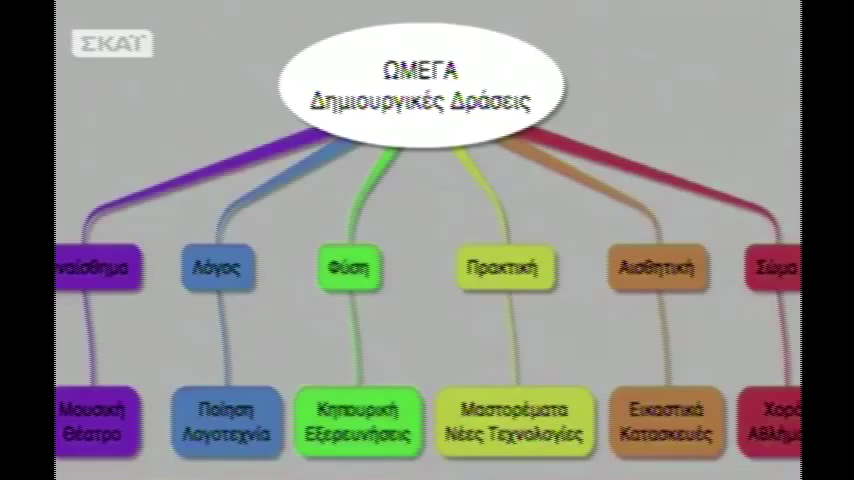 ΣΚΑΪ
ΩΜΕΓΑ
Δημιουργικές Δράσεις
Λόγος
Φύση
Πρακτική
Αισθητική
Σώμα
Μουσική
Θέατρο
Ποίηση
Λογοτεχνία
Κηπουρική
Εξερευνήσεις
Μαστορέματα
Νέες Τεχνολογίες
Εικαστικά
Κατασκευές